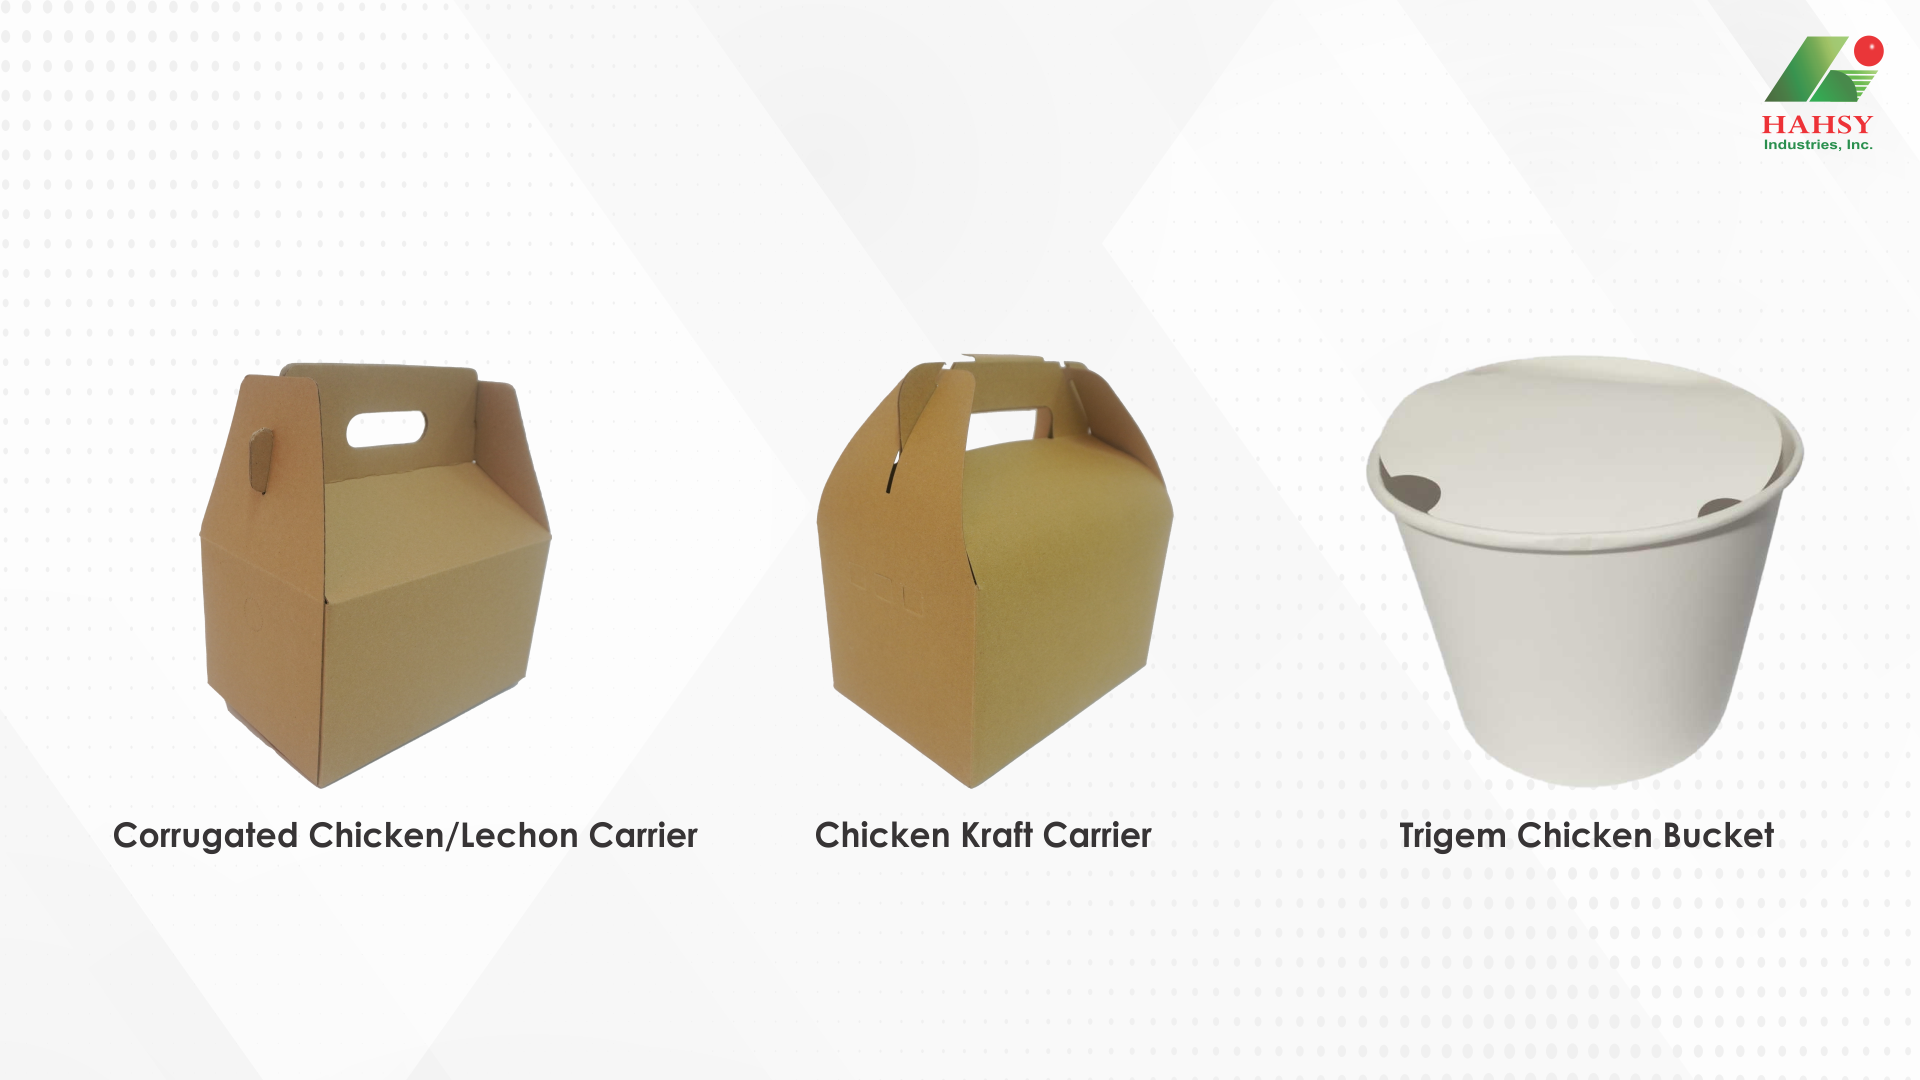 HAHSY
Industries, Inc.
Corrugated Chicken/Lechon Carrier
Chicken Kraft Carrier
Trigem Chicken Bucket